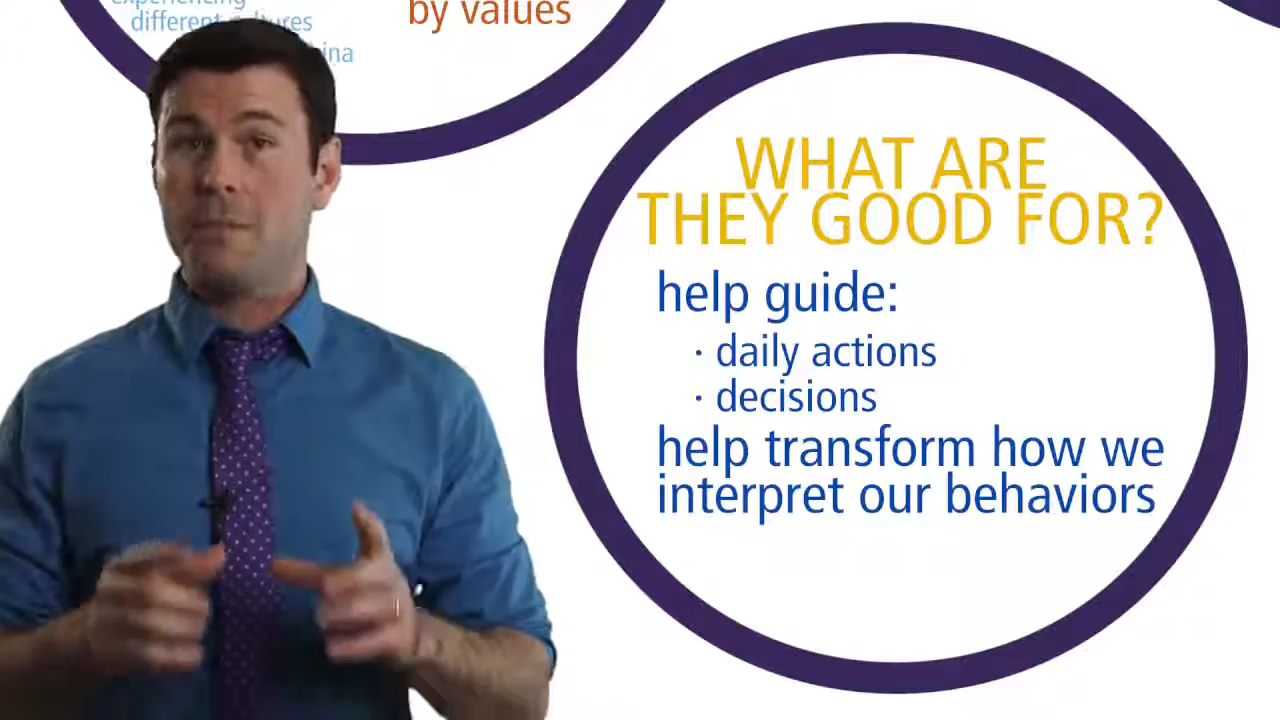 experiencing
different cultures
by values
WHAT ARE
THEY GOOD FOR?
help guide:
· daily actions
· decisions
help transform how we
interpret our behaviors